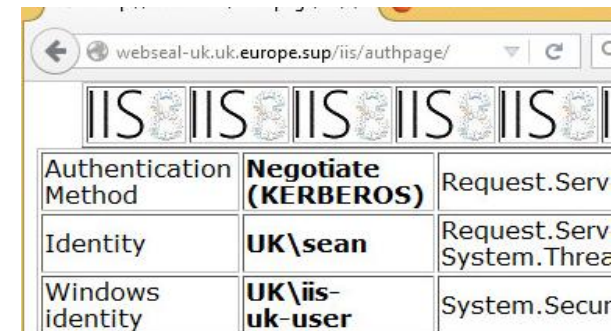 webseal-uk.uk.europe.sup/iis/authpage/
IIS IIS IIS IIS IIS
Authentication Negotiate
Method (KERBEROS) Request.Serv
Identity UK\sean Request.Serv
System.Threa
Windows UK\iis-
identity uk-user System.Secur